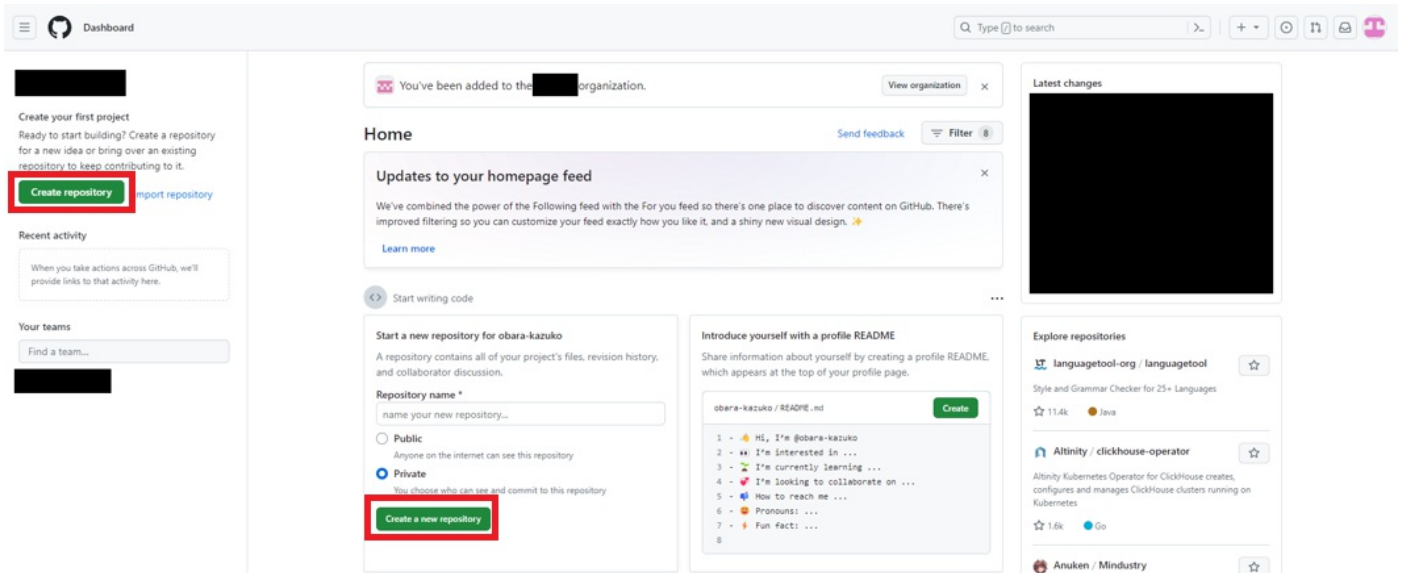 Dashboard
Type / to search
Create your first project
Ready to start building? Create a repository
for a new idea or bring over an existing
repository to keep contributing to it.
Create repository
mport repository
Recent activity
When you take actions across GitHub, we'll
provide links to that activity here.
Your teams
Find a team...
You've been added to the organization.
View organization
Home
Send feedback
Filter 8
Updates to your homepage feed
We've combined the power of the Following feed with the For you feed so there's one place to discover content on GitHub. There's
improved filtering so you can customize your feed exactly how you like it, and a shiny new visual design. ✨
Learn more
Start writing code
Start a new repository for obara-kazuko
A repository contains all of your project's files, revision history,
and collaborator discussion.
Repository name *
name your new repository...
Public
Anyone on the internet can see this repository
Private
You choose who can see and commit to this repository
Create a new repository
Introduce yourself with a profile README
Share information about yourself by creating a profile README,
which appears at the top of your profile page.
obara-kazuko / README.md
Create
1 - 👋 Hi, I'm @obara-kazuko
2 - 👀 I'm interested in ...
3 - 🌱 I'm currently learning ...
4 - 💞️ I'm looking to collaborate on ...
5 - 📫 How to reach me ...
6 - 😄 Pronouns: ...
7 - ⚡ Fun fact: ...
8
Latest changes
Explore repositories
languagetool-org / languagetool
Style and Grammar Checker for 25+ Languages
11.4k Java
Altinity / clickhouse-operator
Altinity Kubernetes Operator for ClickHouse creates,
configures and manages ClickHouse clusters running on
Kubernetes
1.6k Go
Anuken / Mindustry